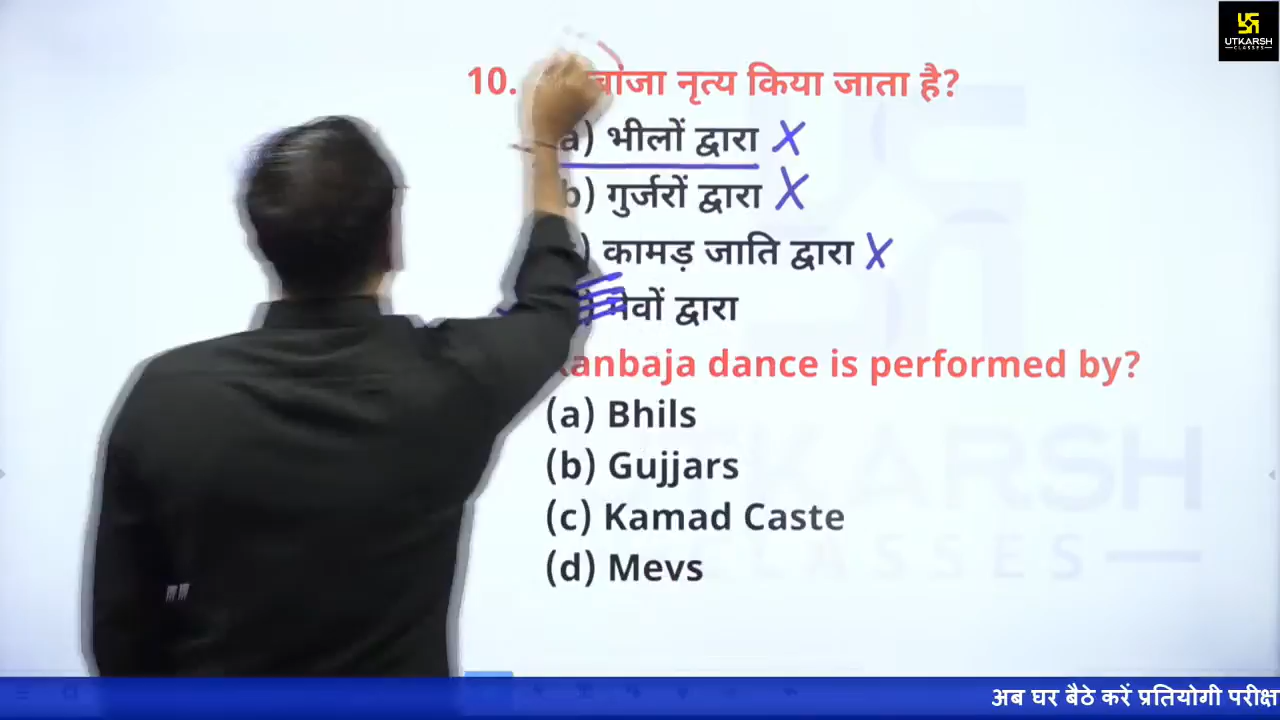 UTKARSH
CLASSES
10. बांजा नृत्य किया जाता है?
a) भीलों द्वारा X
b) गुर्जरों द्वारा X
) कामड़ जाति द्वारा X
द्वारा
anbaja dance is performed by?
(a) Bhils
(b) Gujjars
(c) Kamad Caste
(d) Mevs
अब घर बैठे करें प्रतियोगी परीक्ष